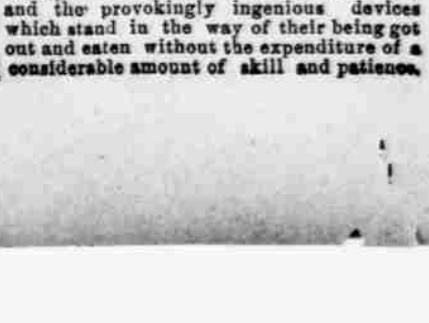 and the provokingly ingenious devices
which stand in the way of their being got
out and eaten without the expenditure of a
considerable amount of skill and patience.